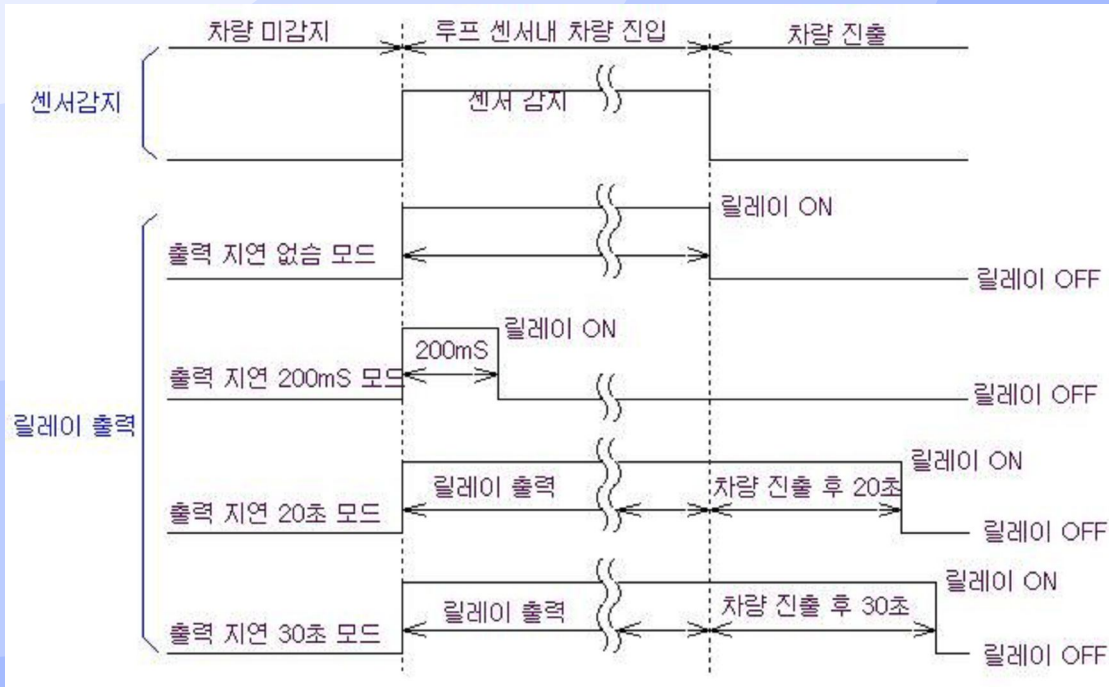 차량 미감지
루프 센서내 차량 진입
차량 진출
센서감지
센서 감지
릴레이 ON
출력 지연 없슴 모드
릴레이 OFF
릴레이 ON
200mS
출력 지연 200mS 모드
릴레이 OFF
릴레이 출력
릴레이 ON
릴레이 출력
차량 진출 후 20초
출력 지연 20초 모드
릴레이 OFF
릴레이 ON
릴레이 출력
차량 진출 후 30초
출력 지연 30초 모드
릴레이 OFF